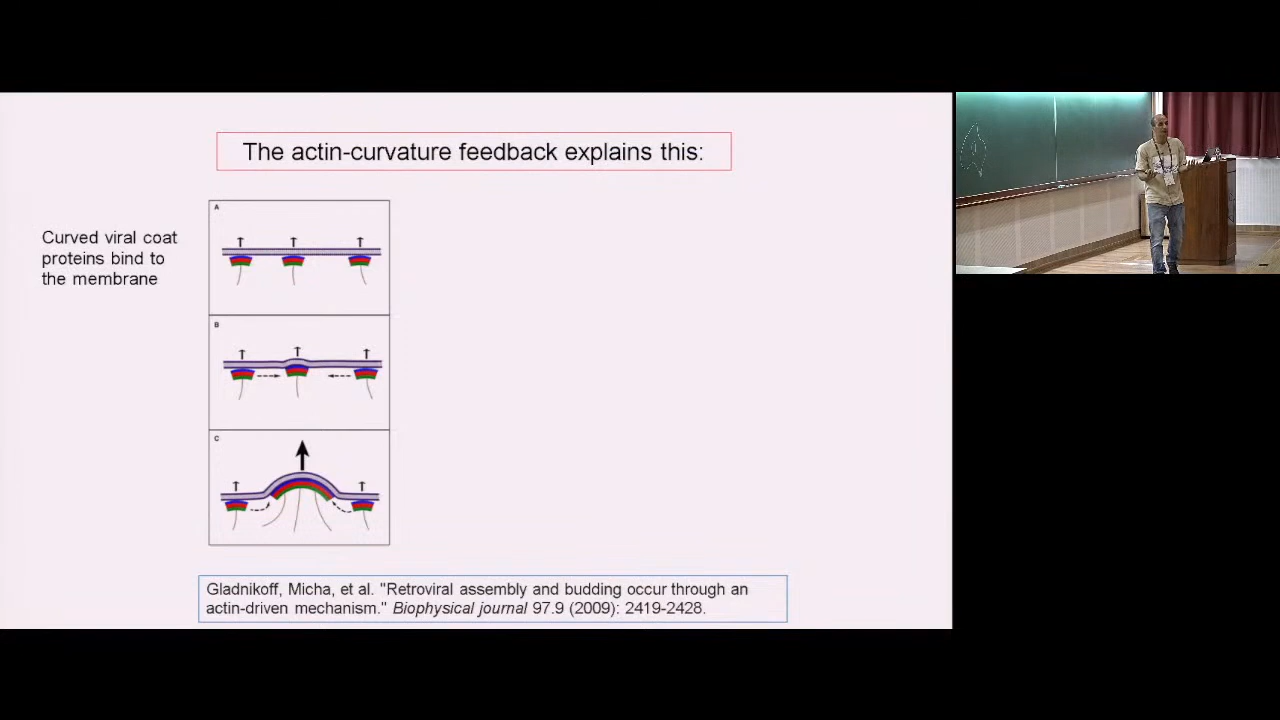 The actin-curvature feedback explains this:
Curved viral coat
proteins bind to
the membrane
A
B
C
Gladnikoff, Micha, et al. "Retroviral assembly and budding occur through an
actin-driven mechanism." Biophysical journal 97.9 (2009): 2419-2428.